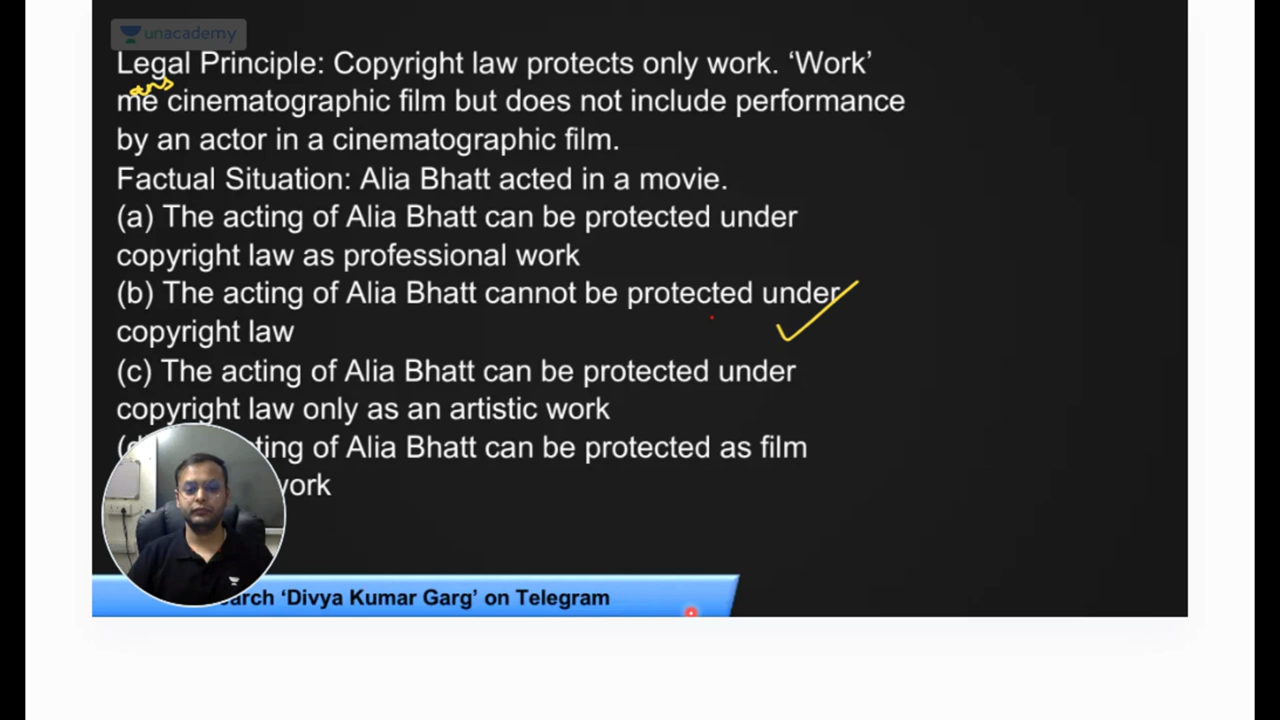 unacademy
Legal Principle: Copyright law protects only work. ‘Work’
ans
me cinematographic film but does not include performance
by an actor in a cinematographic film.
Factual Situation: Alia Bhatt acted in a movie.
(a) The acting of Alia Bhatt can be protected under
copyright law as professional work
(b) The acting of Alia Bhatt cannot be protected under
copyright law
(c) The acting of Alia Bhatt can be protected under
copyright law only as an artistic work
of Alia Bhatt can be protected as film
‘Divya Kumar Garg’ on Telegram